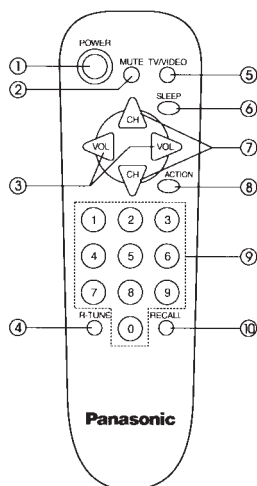 POWER
① MUTE TV/VIDEO
② ⑤
SLEEP
⑥
CH
VOL VOL ⑦
③
CH ACTION ⑧
1 2 3
4 5 6 ⑨
7 8 9
④ R-TUNE 0 RECALL ⑩
Panasonic